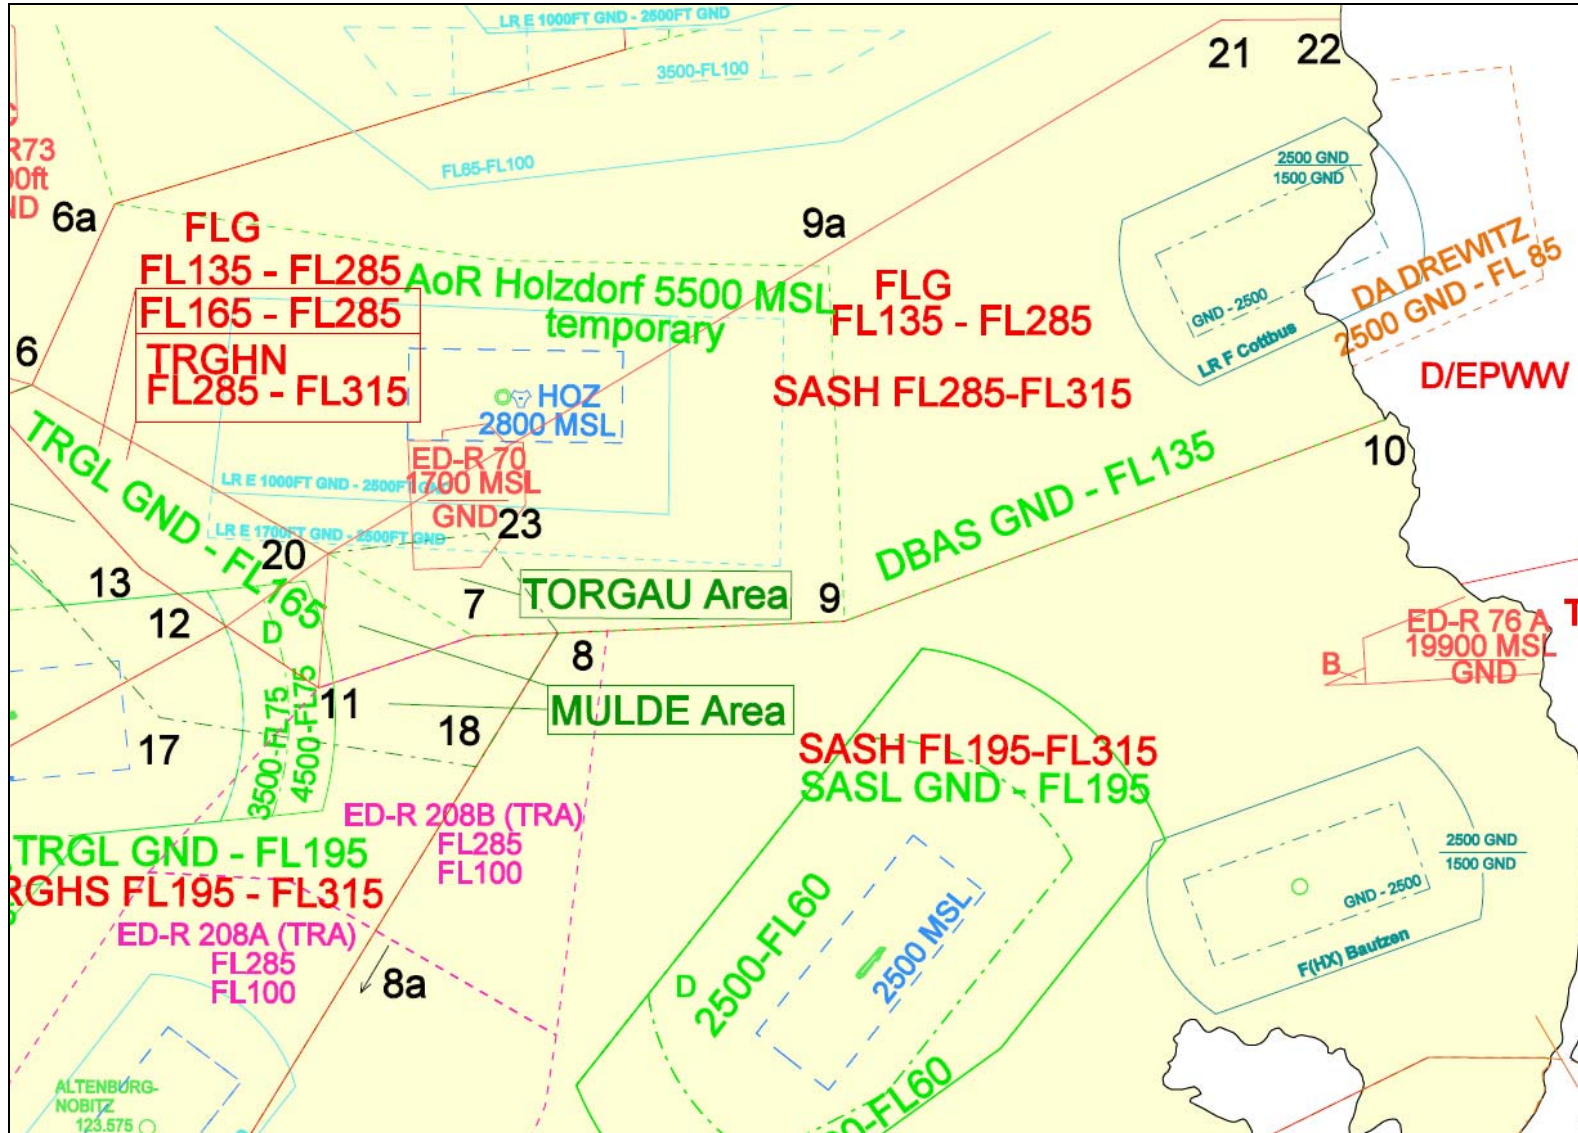 LR E 1000FT GND - 2500FT GND
21
22
3500-FL100
R73
FL65-FL100
2500 GND
1500 GND
6a
FLG
FL135 - FL285
FL165 - FL285
TRGHN
FL285 - FL315
9a
AoR Holzdorf 5500 MSL
temporary
FLG
FL135 - FL285
SASH FL285-FL315
GND - 2500
LR F Cottbus
DA DREWITZ
2500 GND - FL 85
D/EPWW
6
HOZ
2800 MSL
TRGL GND - FL165
ED-R 70
1700 MSL
GND
LR E 1000FT GND - 2500FT GND
LR E 1700FT GND - 2500FT GND
23
20
10
DBAS GND - FL135
13
12
7
TORGAU Area
9
D
8
11
MULDE Area
18
17
3500-FL75
4500-FL75
ED-R 76 A
19900 MSL
GND
B
T
SASH FL195-FL315
SASL GND - FL195
ED-R 208B (TRA)
FL285
FL100
TRGL GND - FL195
RGHS FL195 - FL315
ED-R 208A (TRA)
FL285
FL100
8a
D
2500-FL60
2500 MSL
2500 GND
1500 GND
GND - 2500
F(HX) Bautzen
ALTENBURG-
NOBITZ
123.575
0-FL60